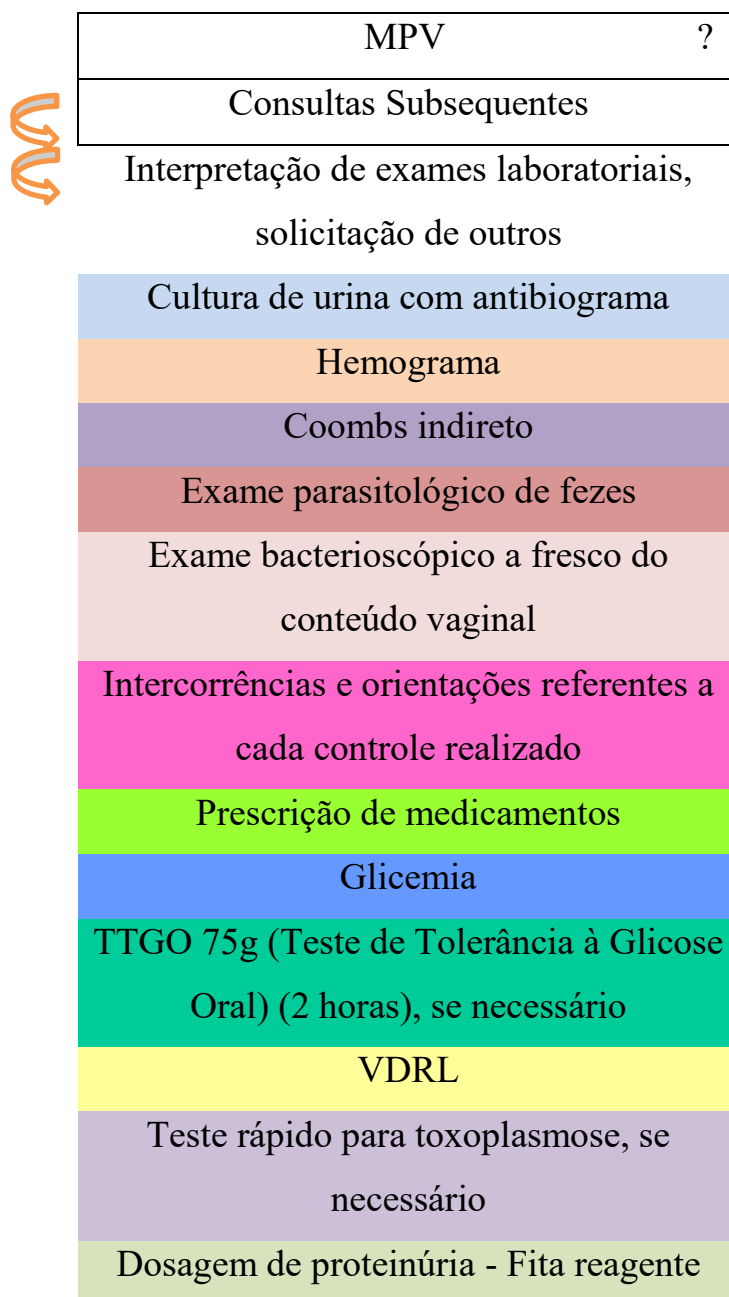 MPV ?
Consultas Subsequentes
Interpretação de exames laboratoriais,
solicitação de outros
Cultura de urina com antibiograma
Hemograma
Coombs indireto
Exame parasitológico de fezes
Exame bacterioscópico a fresco do
conteúdo vaginal
Intercorrências e orientações referentes a
cada controle realizado
Prescrição de medicamentos
Glicemia
TTGO 75g (Teste de Tolerância à Glicose
Oral) (2 horas), se necessário
VDRL
Teste rápido para toxoplasmose, se
necessário
Dosagem de proteinúria - Fita reagente